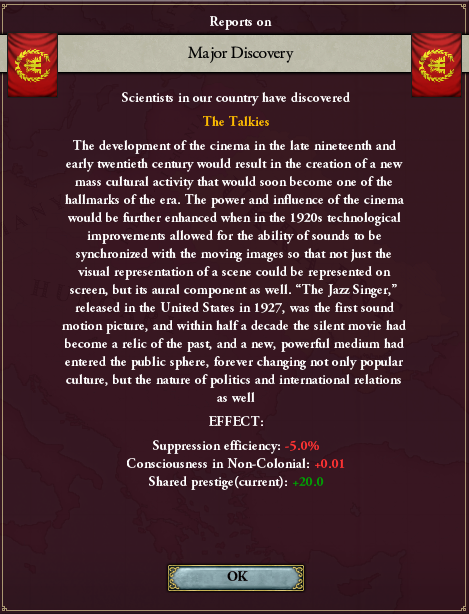 Reports on
Major Discovery
Scientists in our country have discovered
The Talkies
The development of the cinema in the late nineteenth and
early twentieth century would result in the creation of a new
mass cultural activity that would soon become one of the
hallmarks of the era. The power and influence of the cinema
would be further enhanced when in the 1920s technological
improvements allowed for the ability of sounds to be
synchronized with the moving images so that not just the
visual representation of a scene could be represented on
screen, but its aural component as well. “The Jazz Singer,”
released in the United States in 1927, was the first sound
motion picture, and within half a decade the silent movie had
become a relic of the past, and a new, powerful medium had
entered the public sphere, forever changing not only popular
culture, but the nature of politics and international relations
as well
EFFECT:
Suppression efficiency: -5.0%
Consciousness in Non-Colonial: +0.01
Shared prestige(current): +20.0
OK